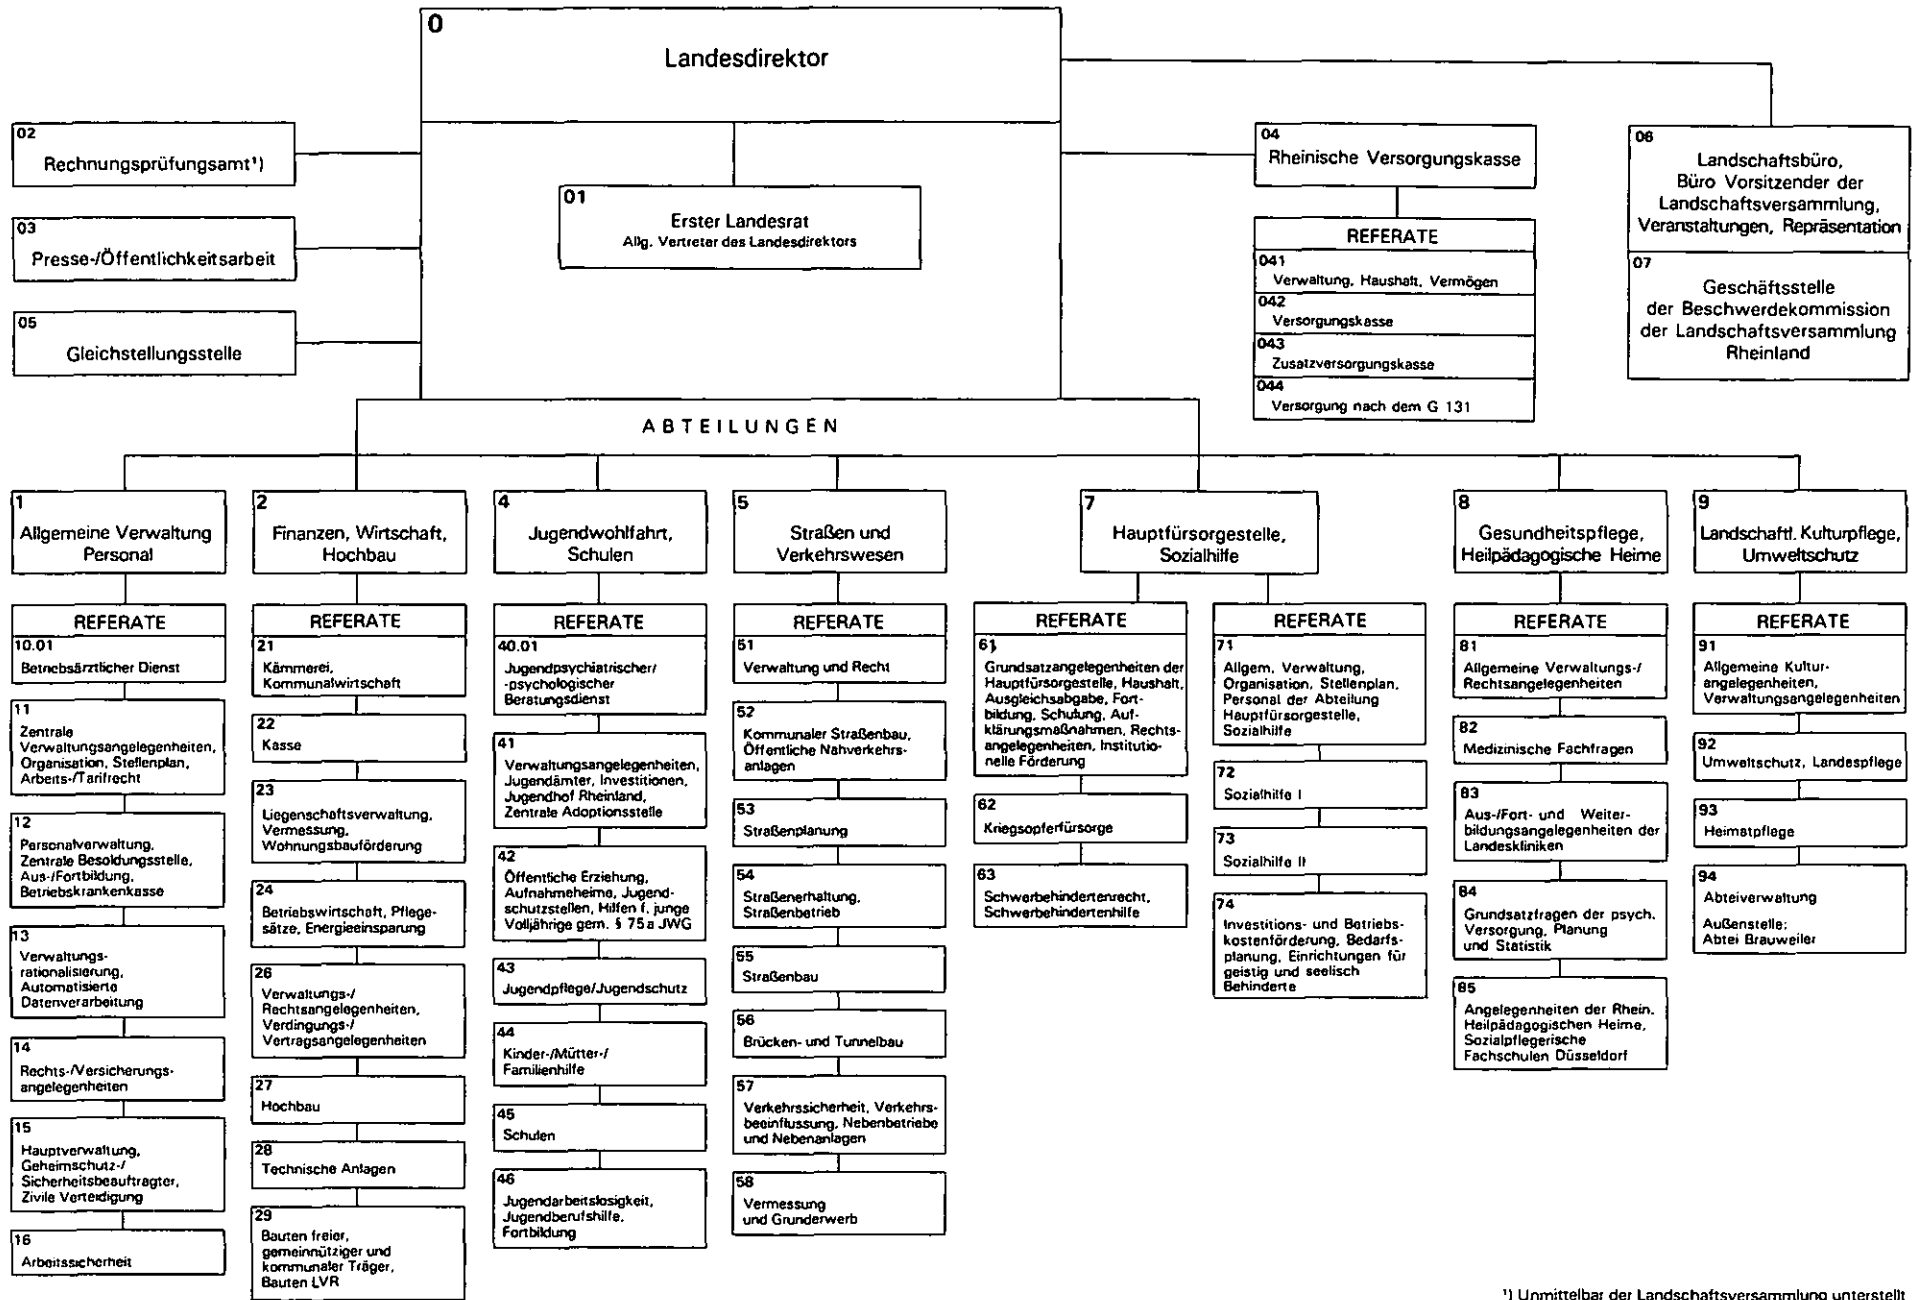 0
Landesdirektor
02
Rechnungsprüfungsamt¹)
03
Presse-/Öffentlichkeitsarbeit
05
Gleichstellungsstelle
01
Erster Landesrat
Allg. Vertreter des Landesdirektors
04
Rheinische Versorgungskasse
REFERATE
041
Verwaltung, Haushalt, Vermögen
042
Versorgungskasse
043
Zusatzversorgungskasse
044
Versorgung nach dem G 131
06
Landschaftsbüro,
Büro Vorsitzender der
Landschaftsversammlung,
Veranstaltungen, Repräsentation
07
Geschäftsstelle
der Beschwerdekommission
der Landschaftsversammlung
Rheinland
ABTEILUNGEN
1
Allgemeine Verwaltung
Personal
REFERATE
10.01
Betriebsärztlicher Dienst
11
Zentrale
Verwaltungsangelegenheiten,
Organisation, Stellenplan,
Arbeits-/Tarifrecht
12
Personalverwaltung,
Zentrale Besoldungsstelle,
Aus-/Fortbildung,
Betriebskrankenkasse
13
Verwaltungs-
rationalisierung,
Automatisierte
Datenverarbeitung
14
Rechts-/Versicherungs-
angelegenheiten
15
Hauptverwaltung,
Geheimschutz-/
Sicherheitsbeauftragter,
Zivile Verteidigung
16
Arbeitssicherheit
2
Finanzen, Wirtschaft,
Hochbau
REFERATE
21
Kämmerei,
Kommunalwirtschaft
22
Kasse
23
Liegenschaftsverwaltung,
Vermessung,
Wohnungsbauförderung
24
Betriebswirtschaft, Pflege-
sätze, Energieeinsparung
26
Verwaltungs-/
Rechtsangelegenheiten,
Verdingungs-/
Vertragsangelegenheiten
27
Hochbau
28
Technische Anlagen
29
Bauten freier,
gemeinnütziger und
kommunaler Träger,
Bauten LVR
4
Jugendwohlfahrt,
Schulen
REFERATE
40.01
Jugendpsychiatrischer/
-psychologischer
Beratungsdienst
41
Verwaltungsangelegenheiten,
Jugendämter, Investitionen,
Jugendhof Rheinland,
Zentrale Adoptionsstelle
42
Öffentliche Erziehung,
Aufnahmeheime, Jugend-
schutzstellen, Hilfen f. junge
Volljährige gem. § 75a JWG
43
Jugendpflege/Jugendschutz
44
Kinder-/Mütter-/
Familienhilfe
45
Schulen
46
Jugendarbeitslosigkeit,
Jugendberufshilfe,
Fortbildung
5
Straßen und
Verkehrswesen
REFERATE
51
Verwaltung und Recht
52
Kommunaler Straßenbau,
Öffentliche Nahverkehrs-
anlagen
53
Straßenplanung
54
Straßenerhaltung,
Straßenbetrieb
55
Straßenbau
56
Brücken- und Tunnelbau
57
Verkehrssicherheit, Verkehrs-
beeinflussung, Nebenbetriebe
und Nebenanlagen
58
Vermessung
und Grunderwerb
7
Hauptfürsorgestelle,
Sozialhilfe
REFERATE
61
Grundsatzangelegenheiten der
Hauptfürsorgestelle, Haushalt,
Ausgleichsabgabe, Fort-
bildung, Schulung, Auf-
klärungsmaßnahmen, Rechts-
angelegenheiten, Institutio-
nelle Förderung
62
Kriegsopferfürsorge
63
Schwerbehindertenrecht,
Schwerbehindertenhilfe
REFERATE
71
Allgem. Verwaltung,
Organisation, Stellenplan,
Personal der Abteilung
Hauptfürsorgestelle,
Sozialhilfe
72
Sozialhilfe I
73
Sozialhilfe II
74
Investitions- und Betriebs-
kostenförderung, Bedarfs-
planung, Einrichtungen für
geistig und seelisch
Behinderte
8
Gesundheitspflege,
Heilpädagogische Heime
REFERATE
81
Allgemeine Verwaltungs-/
Rechtsangelegenheiten
82
Medizinische Fachfragen
83
Aus-/Fort- und Weiter-
bildungsangelegenheiten der
Landeskliniken
84
Grundsatzfragen der psych.
Versorgung, Planung
und Statistik
85
Angelegenheiten der Rhein.
Heilpädagogischen Heime,
Sozialpflegerische
Fachschulen Düsseldorf
9
Landschaftl. Kulturpflege,
Umweltschutz
REFERATE
91
Allgemeine Kultur-
angelegenheiten,
Verwaltungsangelegenheiten
92
Umweltschutz, Landespflege
93
Heimatpflege
94
Abteiverwaltung
Außenstelle:
Abtei Brauweiler
¹) Unmittelbar der Landschaftsversammlung unterstellt